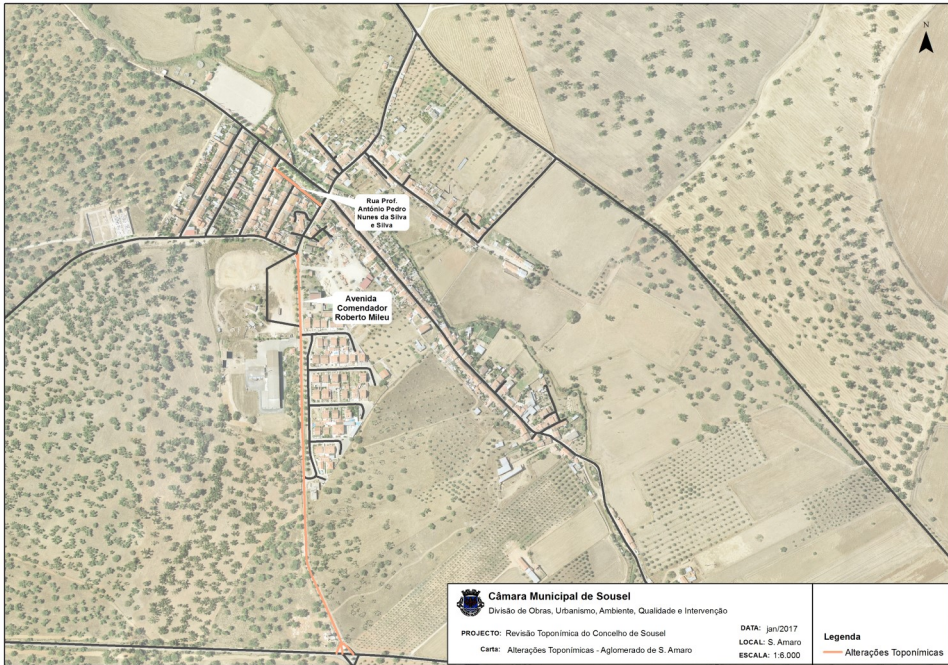 N
Rua Prof.
António Pedro
Nunes da Silva
e Silva
Avenida
Comendador
Roberto Mileu
Câmara Municipal de Sousel
Divisão de Obras, Urbanismo, Ambiente, Qualidade e Intervenção
PROJECTO: Revisão Toponímica do Concelho de Sousel
Carta: Alterações Toponímicas - Aglomerado de S. Amaro
DATA: jan/2017
LOCAL: S. Amaro
ESCALA: 1:6.000
Legenda
Alterações Toponímicas